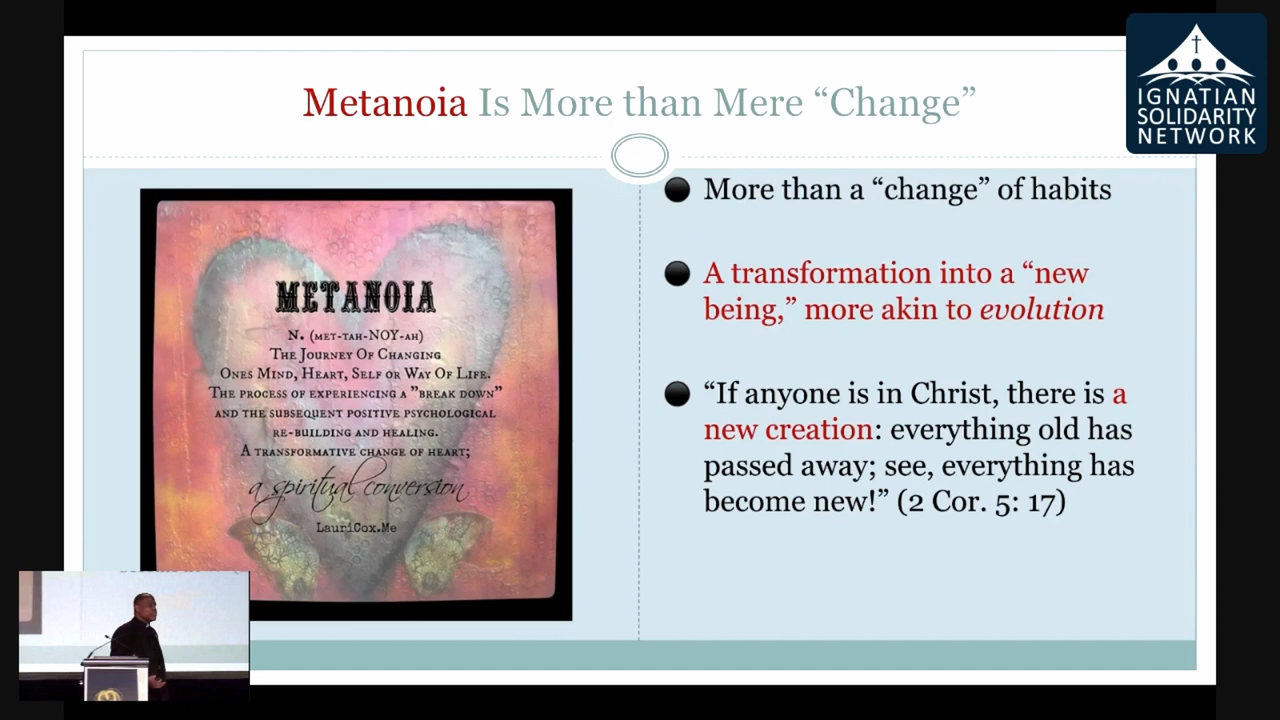 Metanoia Is More than Mere “Change”
IGNATIAN
SOLIDARITY
NETWORK
METANOIA
N. (MET-TAH-NOY-AH)
THE JOURNEY OF CHANGING
ONES MIND, HEART, SELF OR WAY OF LIFE.
THE PROCESS OF EXPERIENCING A "BREAK DOWN"
AND THE SUBSEQUENT POSITIVE PSYCHOLOGICAL
RE-BUILDING AND HEALING.
A TRANSFORMATIVE CHANGE OF HEART;
a spiritual conversion
LauriCox.Me
More than a “change” of habits
A transformation into a “new
being,” more akin to evolution
“If anyone is in Christ, there is a
new creation: everything old has
passed away; see, everything has
become new!” (2 Cor. 5: 17)